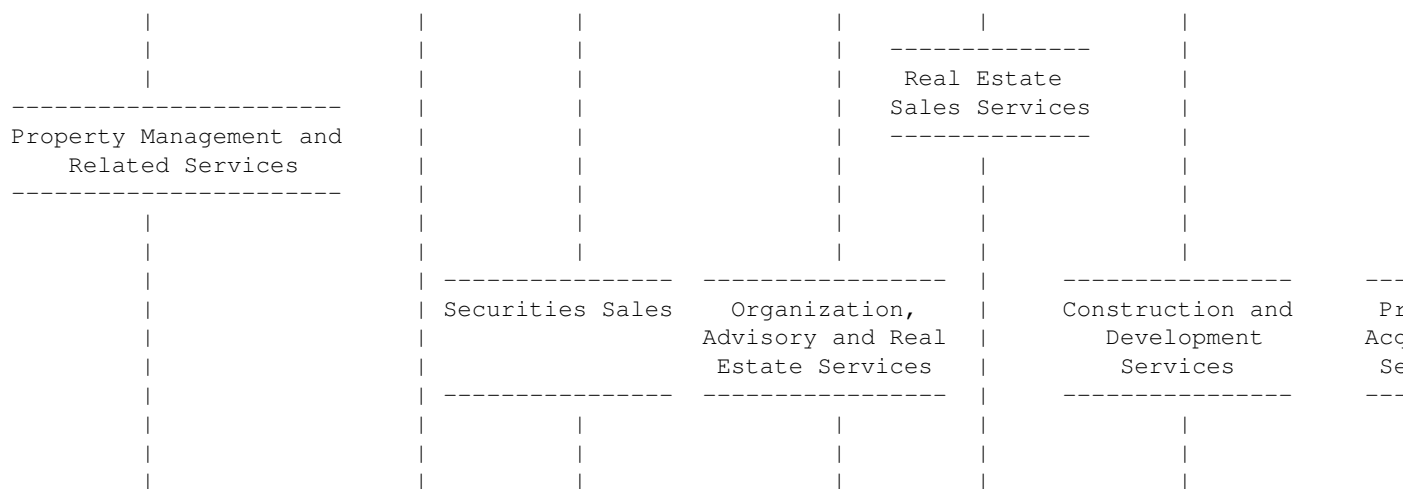 Real Estate
Sales Services
Property Management and
Related Services
Securities Sales
Organization,
Advisory and Real
Estate Services
Construction and
Development
Services